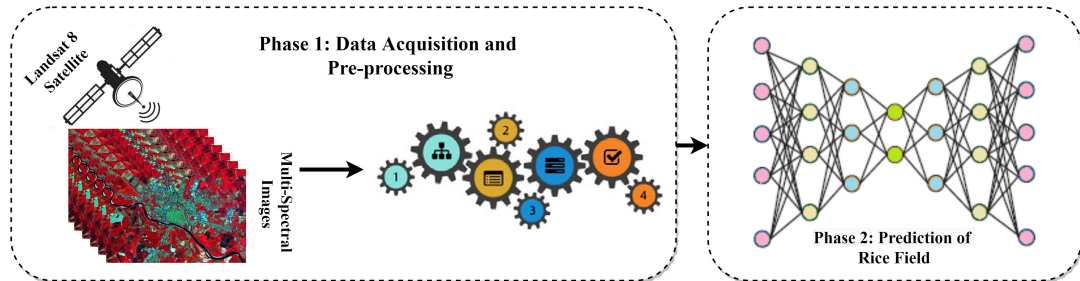 Landsat 8
Satellite
Phase 1: Data Acquisition and
Pre-processing
Multi-Spectral
Images
1
2
3
4
Phase 2: Prediction of
Rice Field